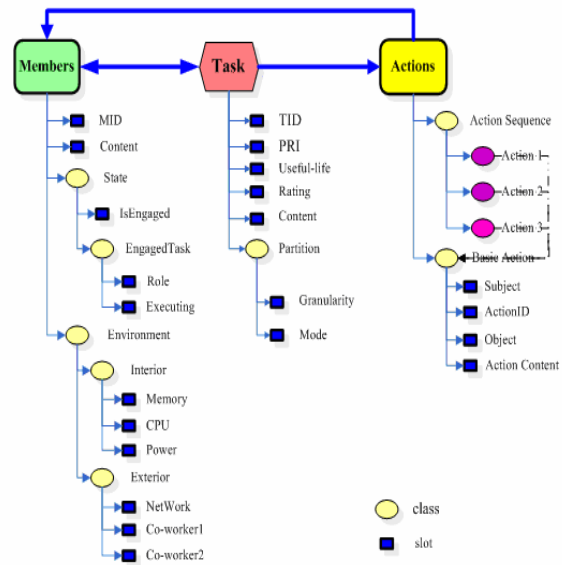 Members
Task
Actions
MID
Content
State
IsEngaged
EngagedTask
Role
Executing
Environment
Interior
Memory
CPU
Power
Exterior
NetWork
Co-worker1
Co-worker2
TID
PRI
Useful-life
Rating
Content
Partition
Granularity
Mode
Action Sequence
Action 1
Action 2
Action 3
Basic Action
Subject
ActionID
Object
Action Content
class
slot